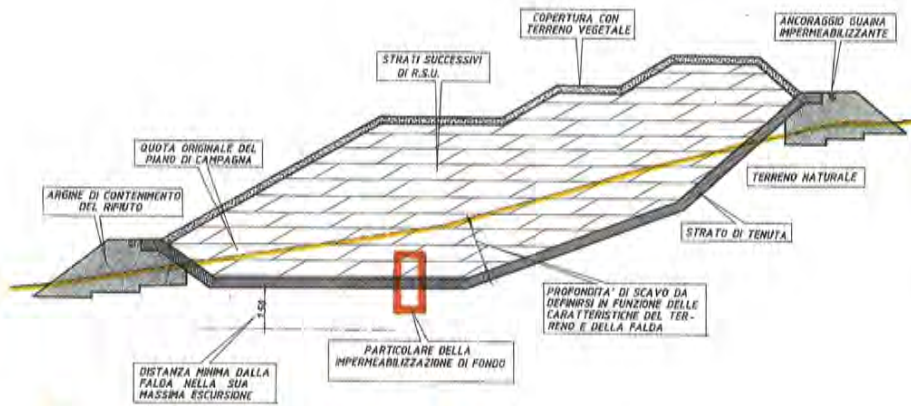 COPERTURA CON
TERRENO VEGETALE
ANCORAGGIO GUAINA
IMPERMEABILIZZANTE
STRATI SUCCESSIVI
DI R.S.U.
QUOTA ORIGINALE DEL
PIANO DI CAMPAGNA
ARGINE DI CONTENIMENTO
DEL RIFIUTO
TERRENO NATURALE
STRATO DI TENUTA
PROFONDITA' DI SCAVO DA
DEFINIRSI IN FUNZIONE DELLE
CARATTERISTICHE DEL TER-
RENO E DELLA FALDA
PARTICOLARE DELLA
IMPERMEABILIZZAZIONE DI FONDO
DISTANZA MINIMA DALLA
FALDA NELLA SUA
MASSIMA ESCURSIONE